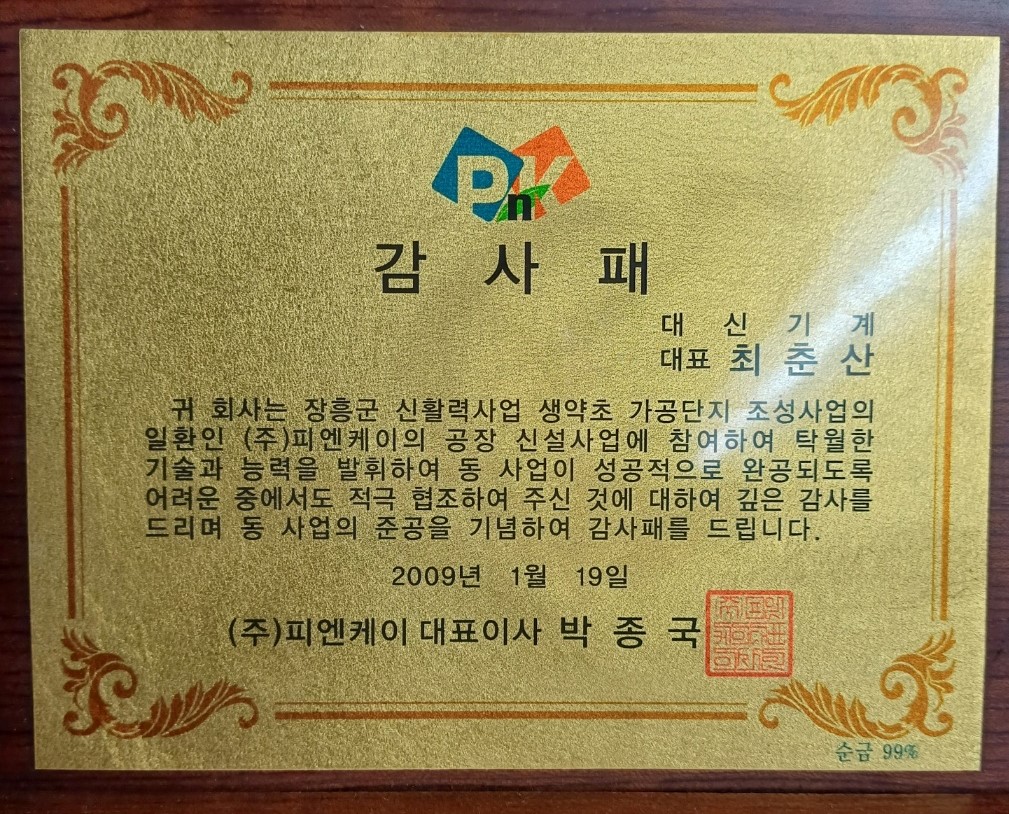 PnK
감 사 패
대 신 기 계
대표 최 춘 산
귀 회사는 장흥군 신활력사업 생약초 가공단지 조성사업의
일환인 (주)피엔케이의 공장 신설사업에 참여하여 탁월한
기술과 능력을 발휘하여 동 사업이 성공적으로 완공되도록
어려운 중에서도 적극 협조하여 주신 것에 대하여 깊은 감사를
드리며 동 사업의 준공을 기념하여 감사패를 드립니다.
2009년 1월 19일
(주)피엔케이 대표이사 박 종 국
순금 99%